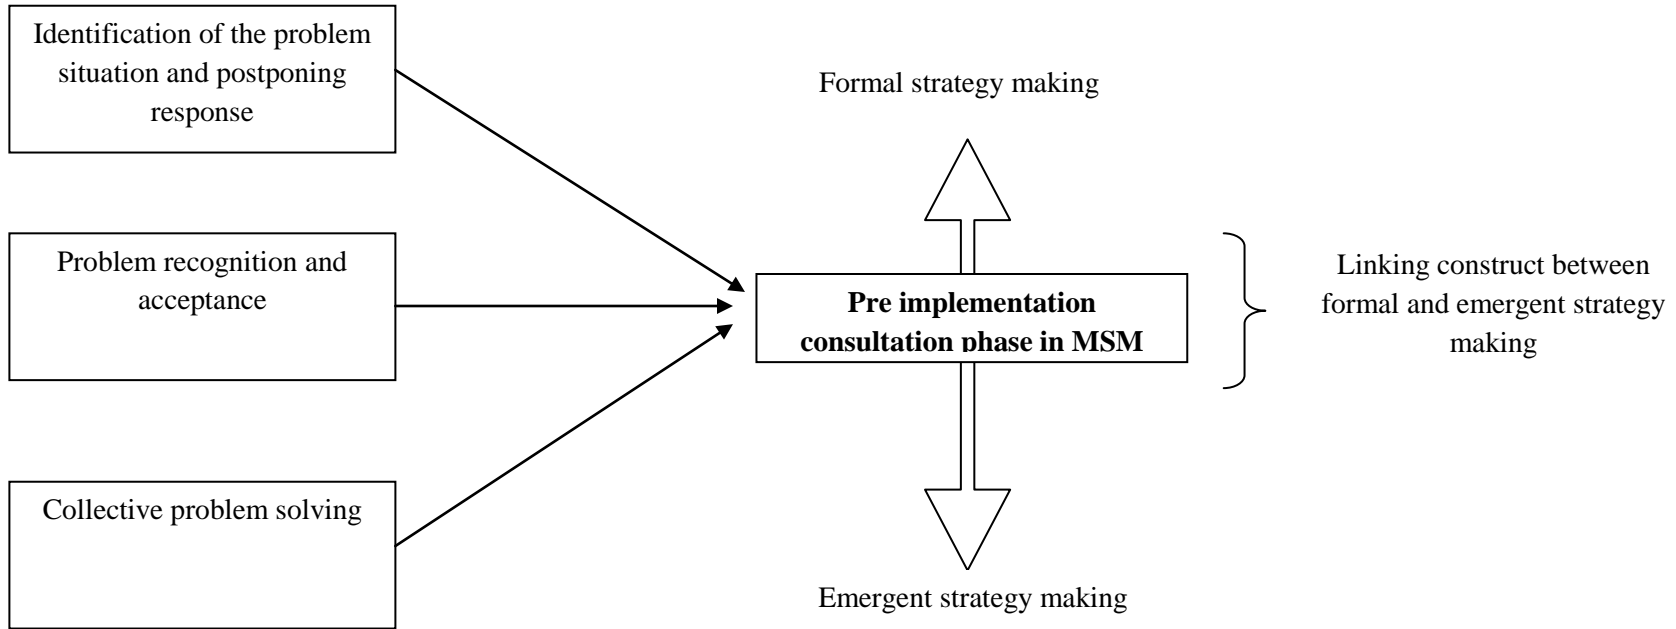 Identification of the problem
situation and postponing
response
Formal strategy making
Problem recognition and
acceptance
Pre implementation
consultation phase in MSM
Linking construct between
formal and emergent strategy
making
Collective problem solving
Emergent strategy making